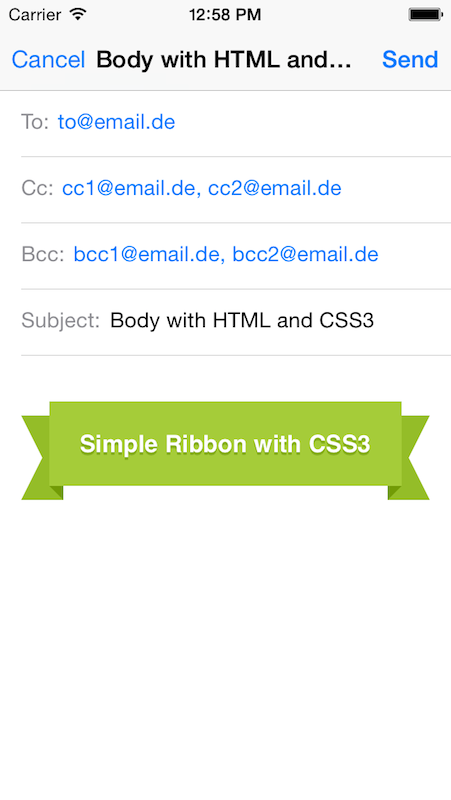 Carrier 12:58 PM
Cancel Body with HTML and... Send
To: to@email.de
Cc: cc1@email.de, cc2@email.de
Bcc: bcc1@email.de, bcc2@email.de
Subject: Body with HTML and CSS3
Simple Ribbon with CSS3